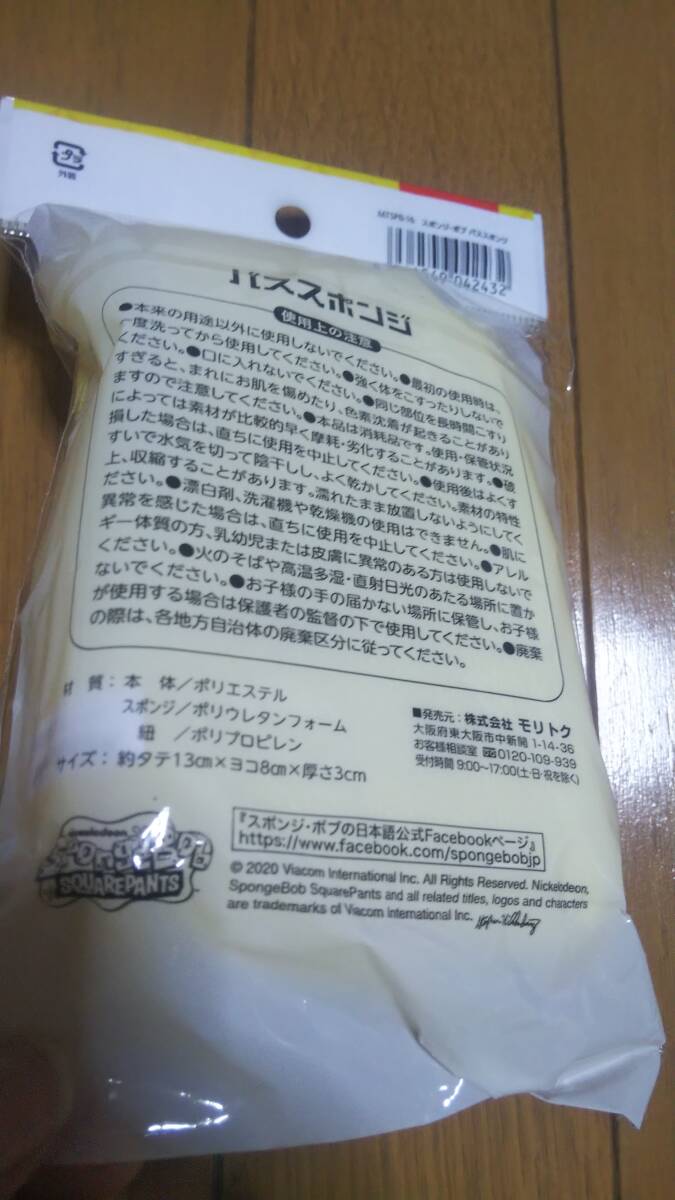 プラ
外装
MTSPB-16 スポンジ・ボブ バススポンジ
042432
バススポンジ
使用上の注意
●本来の用途以外に使用しないでください。●最初の使用時は、
一度洗ってから使用してください。●強く体をこすったりしないで
ください。●口に入れないでください。●同じ部位を長時間こすり
すぎると、まれにお肌を傷めたり、色素沈着が起きることがあり
ますので注意してください。●本品は消耗品です。使用・保管状況
によっては素材が比較的早く摩耗・劣化することがあります。●破
損した場合は、直ちに使用を中止してください。●使用後はよくす
すいで水気を切って陰干しし、よく乾かしてください。素材の特性
上、収縮することがあります。濡れたまま放置しないようにしてく
ださい。●漂白剤、洗濯機や乾燥機の使用はできません。●肌に
異常を感じた場合は、直ちに使用を中止してください。●アレル
ギー体質の方、乳幼児または皮膚に異常のある方は使用しないで
ください。●火のそばや高温多湿・直射日光のあたる場所に置か
ないでください。●お子様の手の届かない場所に保管し、お子様
が使用する場合は保護者の監督の下で使用してください。●廃棄
の際は、各地方自治体の廃棄区分に従ってください。
材 質：本 体/ポリエステル
スポンジ/ポリウレタンフォーム
紐 /ポリプロピレン
サイズ：約タテ13cm×ヨコ8cm×厚さ3cm
■発売元：株式会社 モリトク
大阪府東大阪市中新開 1-14-36
お客様相談室 0120-109-939
受付時間 9:00~17:00(土・日・祝を除く)
nickelodeon
SpongeBob
SQUAREPANTS
『スポンジ・ボブの日本語公式Facebookページ』
https://www.facebook.com/spongebobjp
© 2020 Viacom International Inc. All Rights Reserved. Nickelodeon,
SpongeBob SquarePants and all related titles, logos and characters
are trademarks of Viacom International Inc.